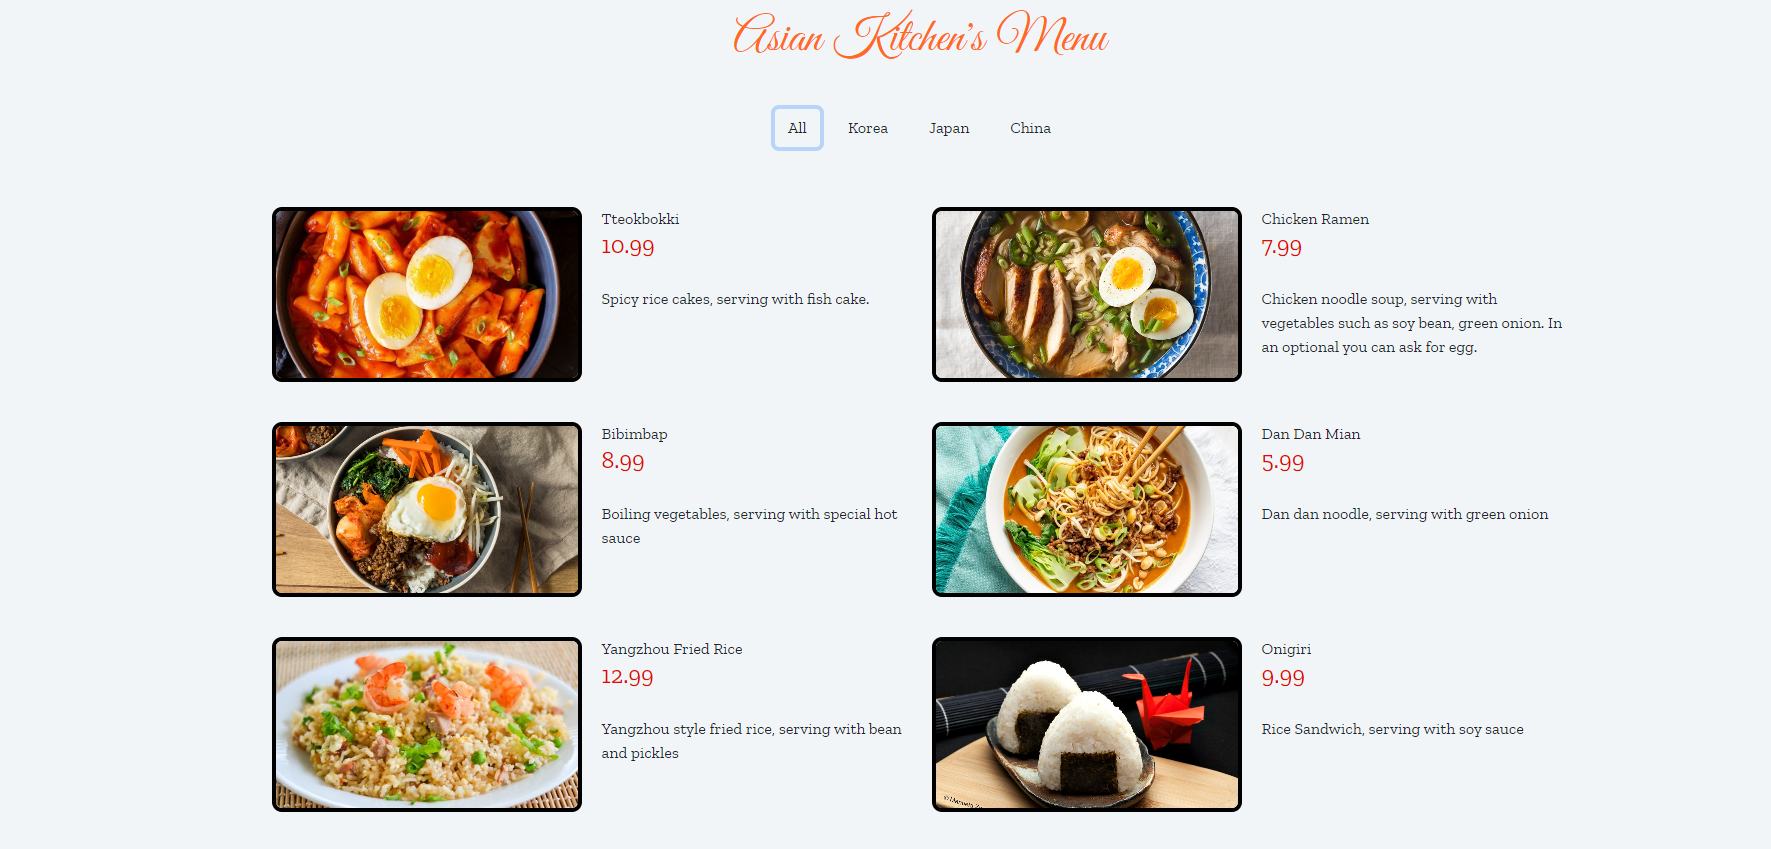 Asian Kitchen's Menu
All Korea Japan China
Tteokbokki
10.99
Spicy rice cakes, serving with fish cake.
Chicken Ramen
7.99
Chicken noodle soup, serving with
vegetables such as soy bean, green onion. In
an optional you can ask for egg.
Bibimbap
8.99
Boiling vegetables, serving with special hot
sauce
Dan Dan Mian
5.99
Dan dan noodle, serving with green onion
Yangzhou Fried Rice
12.99
Yangzhou style fried rice, serving with bean
and pickles
Onigiri
9.99
Rice Sandwich, serving with soy sauce